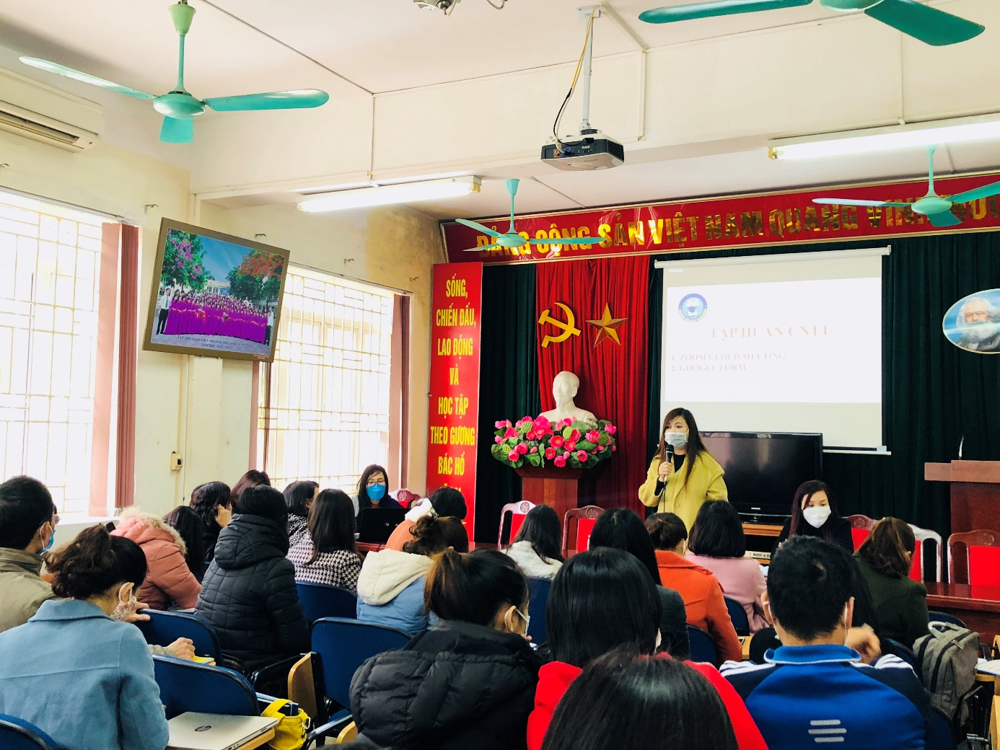 ĐẢNG CỘNG SẢN VIỆT NAM QUANG VINH
SỐNG,
CHIẾN ĐẤU,
LAO ĐỘNG
VÀ
HỌC TẬP
THEO GƯƠNG
BÁC HỒ
TẬP HUẤN CNTT
1. ZOOM CLOUD MEETING
2. GOOGLE FORM